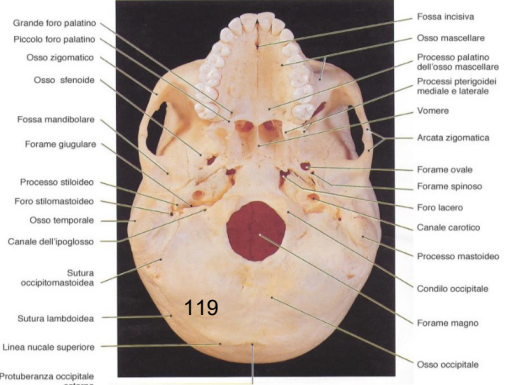 Grande foro palatino
Piccolo foro palatino
Osso zigomatico
Osso sfenoide
Fossa mandibolare
Forame giugulare
Processo stiloideo
Foro stilomastoideo
Osso temporale
Canale dell'ipoglosso
Sutura
occipitomastoidea
119
Sutura lambdoidea
Linea nucale superiore
Protuberanza occipitale
esterna
Fossa incisiva
Osso mascellare
Processo palatino
dell'osso mascellare
Processi pterigoidei
mediale e laterale
Vomere
Arcata zigomatica
Forame ovale
Forame spinoso
Foro lacero
Canale carotico
Processo mastoideo
Condilo occipitale
Forame magno
Osso occipitale